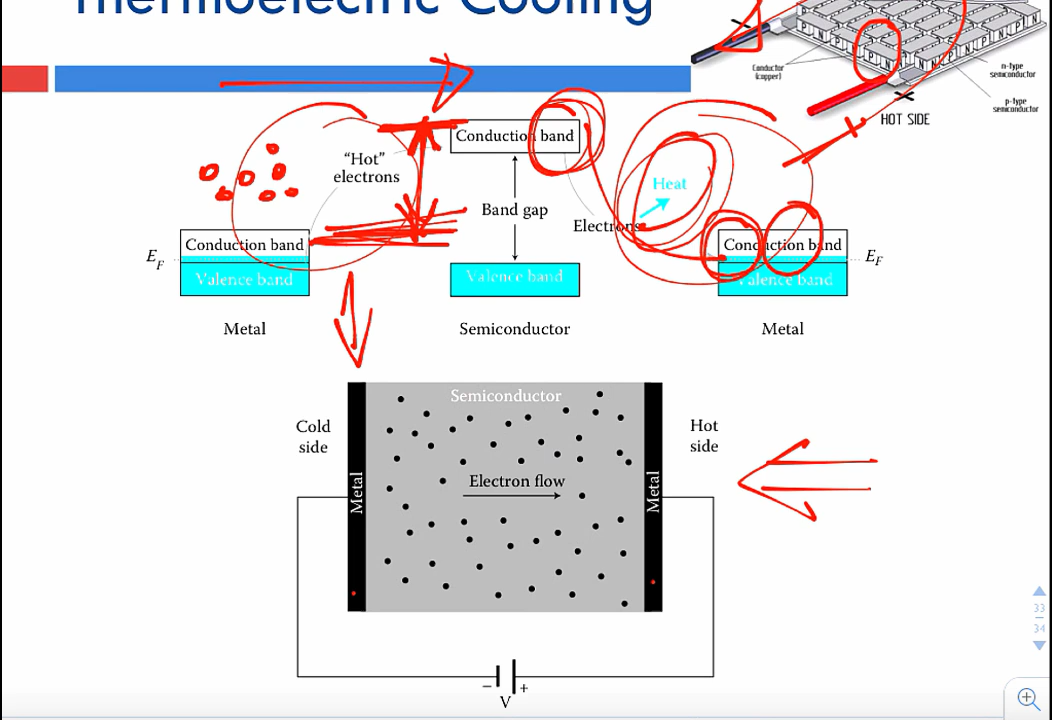 Thermoelectric Cooling
P N P N
N P N P N
P N
N N P N
Conductor
(copper)
n-type
semiconductor
p-type
semiconductor
HOT SIDE
Conduction band
"Hot"
electrons
Heat
Band gap
Electrons
E_F
Conduction band
Conduction band
E_F
Valence band
Valence band
Valence band
Metal
Semiconductor
Metal
Semiconductor
Cold
side
Hot
side
Metal
Electron flow
Metal
33
34
− +
V